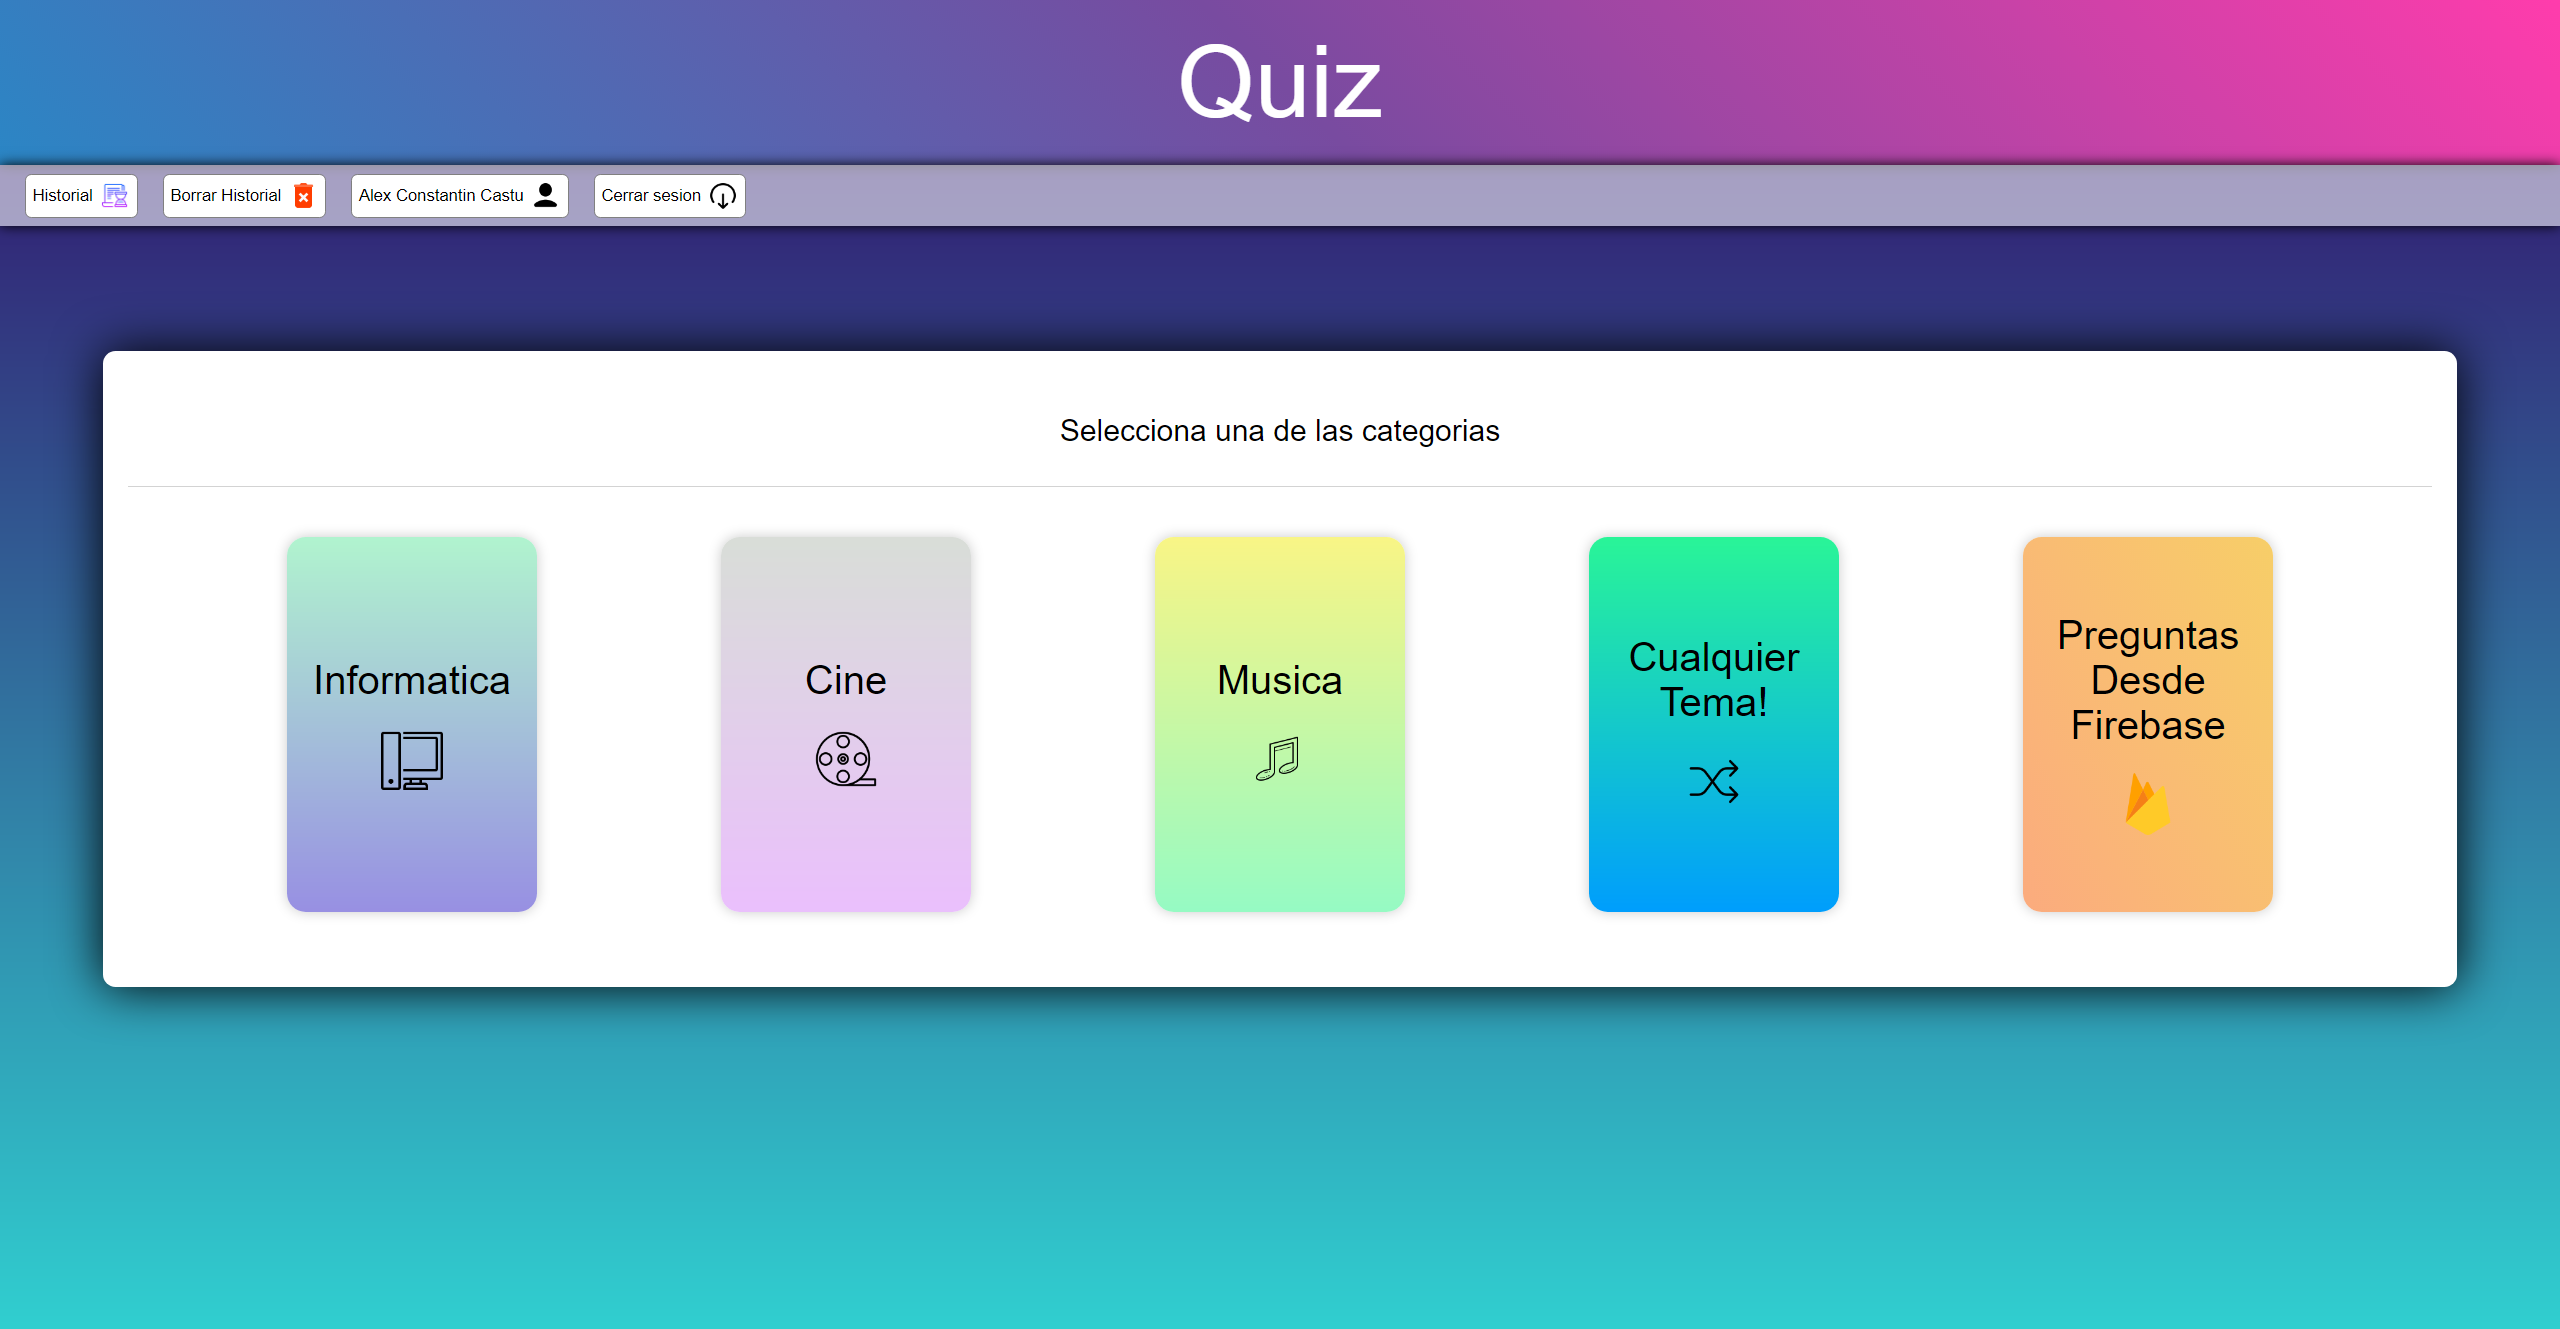 Quiz
Historial
Borrar Historial
Alex Constantin Castu
Cerrar sesion
Selecciona una de las categorias
Informatica
Cine
Musica
Cualquier
Tema!
Preguntas
Desde
Firebase